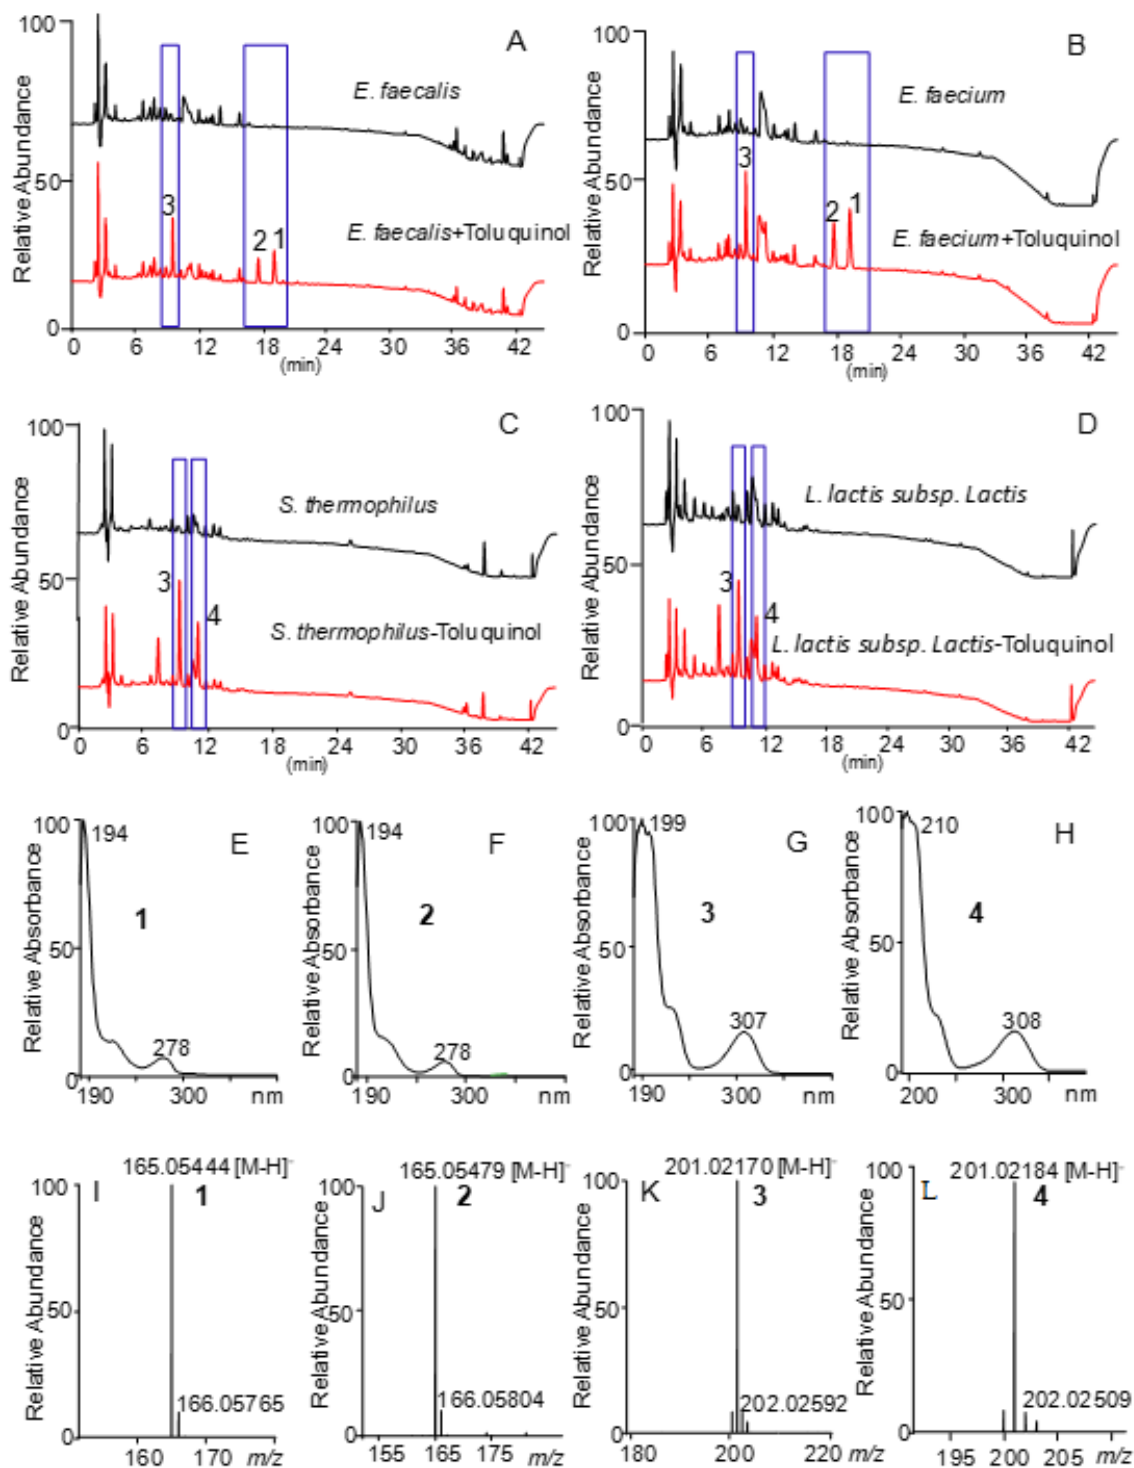 A
100
50
0
Relative Abundance
E. faecalis
3
2
1
E. faecalis+Toluquinol
0 6 12 18 24 30 36 42
(min)
B
100
50
0
Relative Abundance
E. faecium
3
2
1
E. faecium+Toluquinol
0 6 12 18 24 30 36 42
(min)
C
100
50
0
Relative Abundance
S. thermophilus
3
4
S. thermophilus-Toluquinol
0 6 12 18 24 30 36 42
(min)
D
100
50
0
Relative Abundance
L. lactis subsp. Lactis
3
4
L. lactis subsp. Lactis-Toluquinol
0 6 12 18 24 30 36 42
(min)
E
100
50
0
Relative Absorbance
194
1
278
190 300 nm
F
100
50
0
Relative Absorbance
194
2
278
190 300 nm
G
100
50
0
Relative Absorbance
199
3
307
190 300 nm
H
100
50
0
Relative Absorbance
210
4
308
200 300 nm
165.05444 [M-H]-
I
1
100
50
0
Relative Abundance
166.05765
160 170 m/z
165.05479 [M-H]-
J
2
100
50
0
Relative Abundance
166.05804
155 165 175 m/z
201.02170 [M-H]-
K
3
100
50
0
Relative Abundance
202.02592
180 200 220 m/z
201.02184 [M-H]-
L
4
100
50
0
Relative Abundance
202.02509
195 200 205 m/z